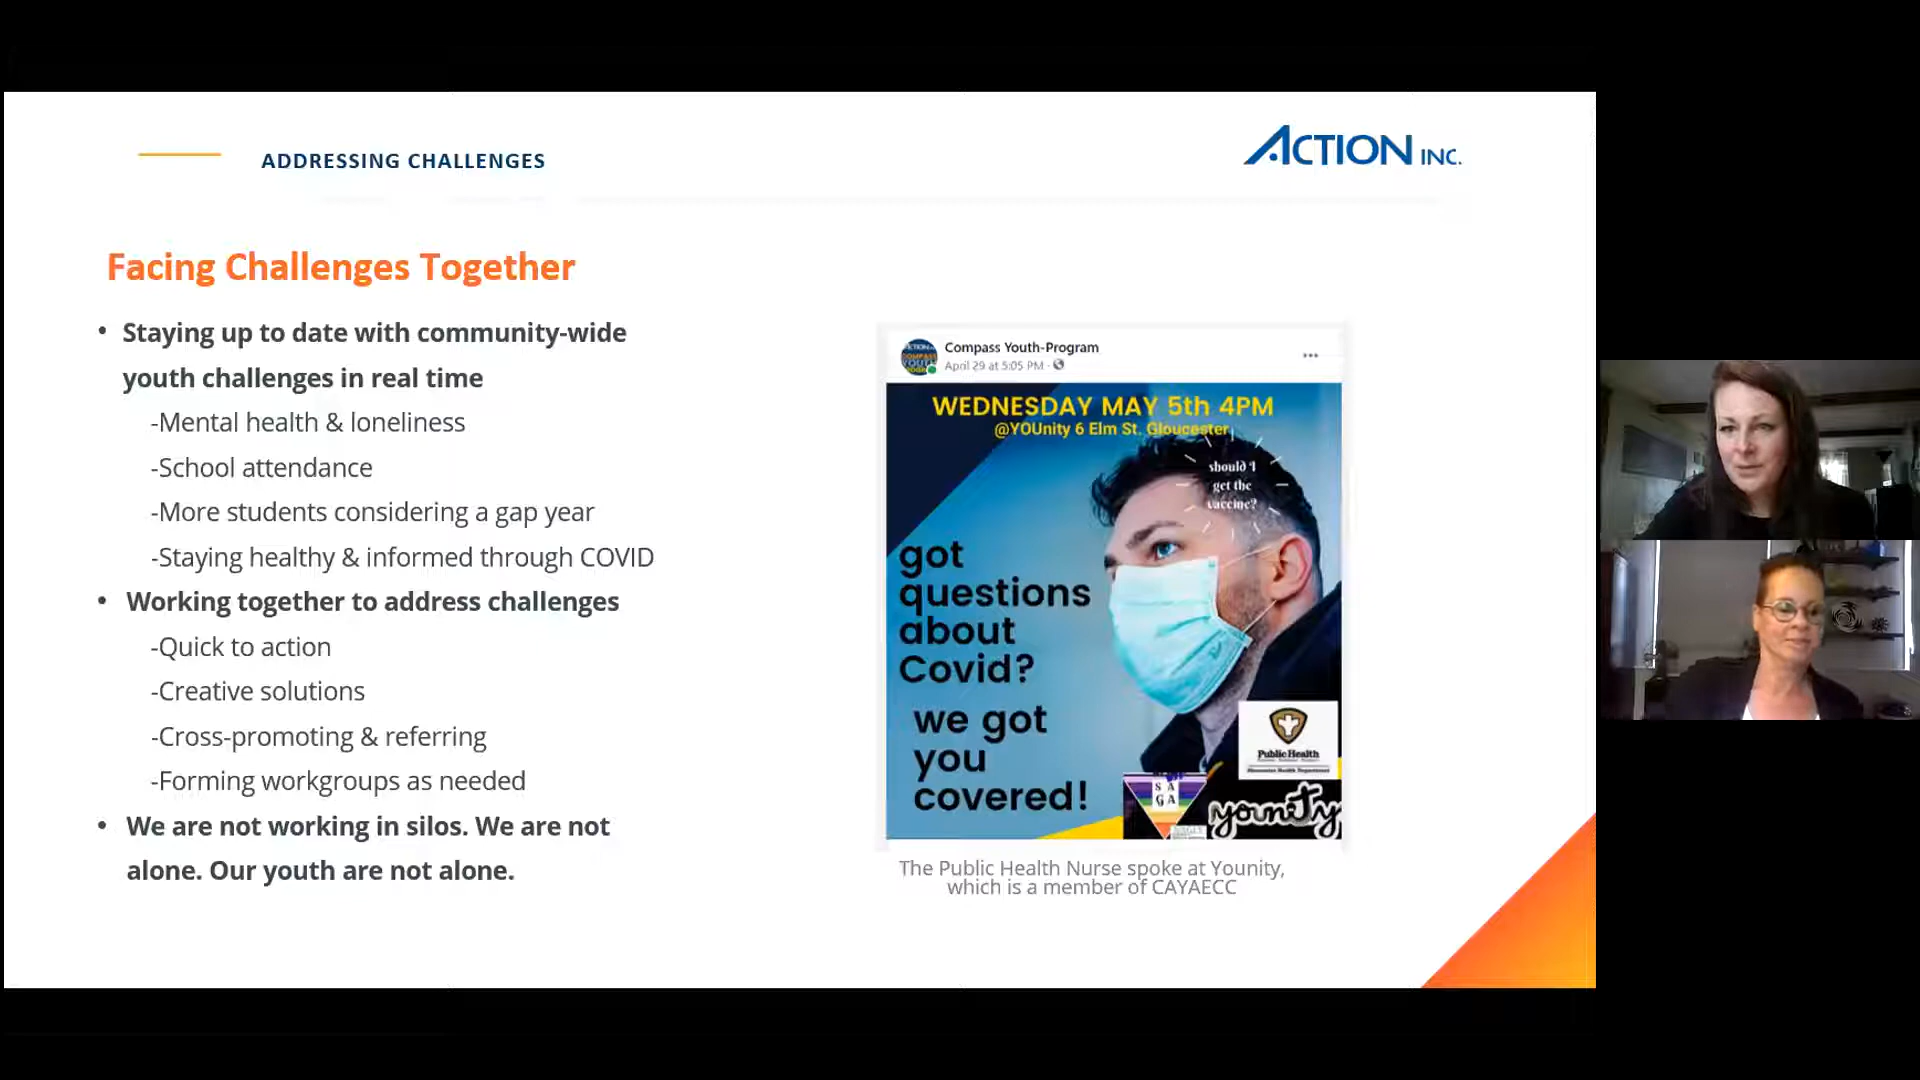 ADDRESSING CHALLENGES
ACTION INC.
Facing Challenges Together
• Staying up to date with community-wide
youth challenges in real time
-Mental health & loneliness
-School attendance
-More students considering a gap year
-Staying healthy & informed through COVID
• Working together to address challenges
-Quick to action
-Creative solutions
-Cross-promoting & referring
-Forming workgroups as needed
• We are not working in silos. We are not
alone. Our youth are not alone.
Compass Youth-Program
April 29 at 5:05 PM ·
WEDNESDAY MAY 5th 4PM
@YOUnity 6 Elm St. Gloucester
should I
get the
vaccine?
got
questions
about
Covid?
we got
you
covered!
Public Health
SA
GA
younity
The Public Health Nurse spoke at Younity,
which is a member of CAYAECC